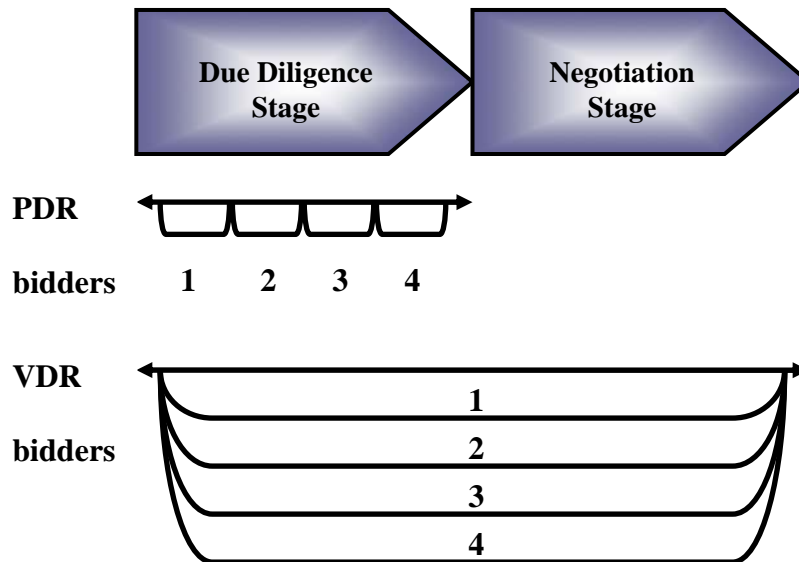 Due Diligence
Stage
Negotiation
Stage
PDR
bidders 1 2 3 4
VDR
1
bidders
2
3
4